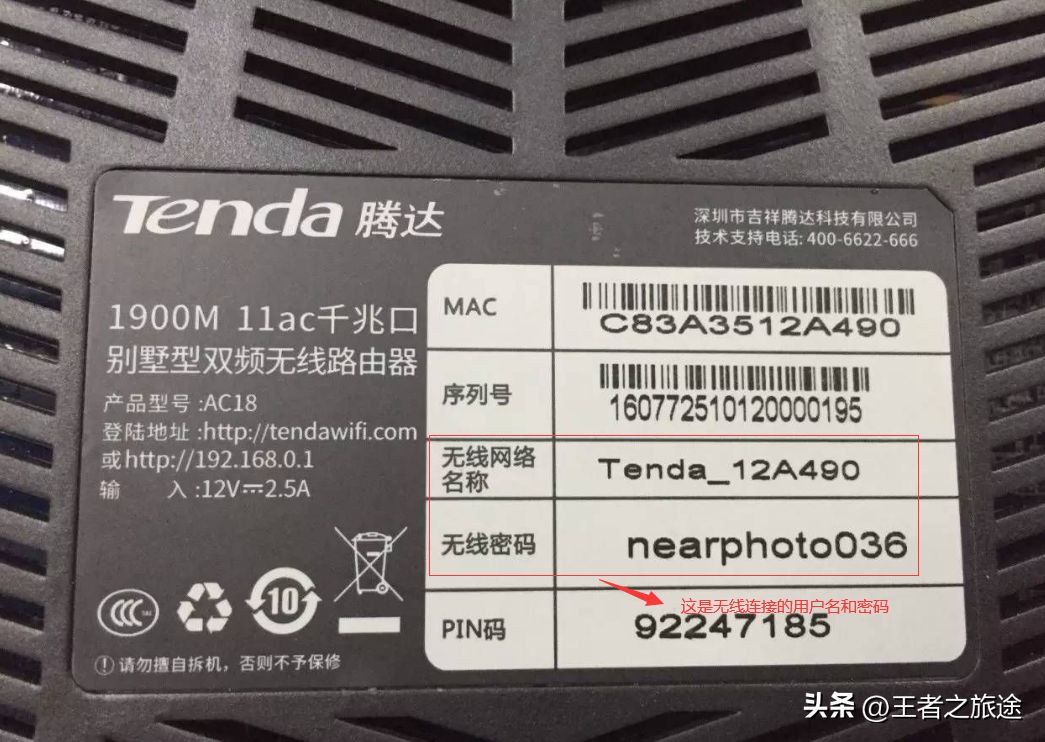 Tenda 腾达
深圳市吉祥腾达科技有限公司
技术支持电话: 400-6622-666
1900M 11ac千兆口
别墅型双频无线路由器
产品型号 :AC18
登陆地址 :http://tendawifi.com
或http://192.168.0.1
输 入 :12V⎓2.5A
MAC
C83A3512A490
序列号
160772510120000195
无线网络
名称
Tenda_12A490
无线密码
nearphoto036
这是无线连接的用户名和密码
PIN码
92247185
CCC
10
! 请勿擅自拆机，否则不予保修
头条 @王者之旅途